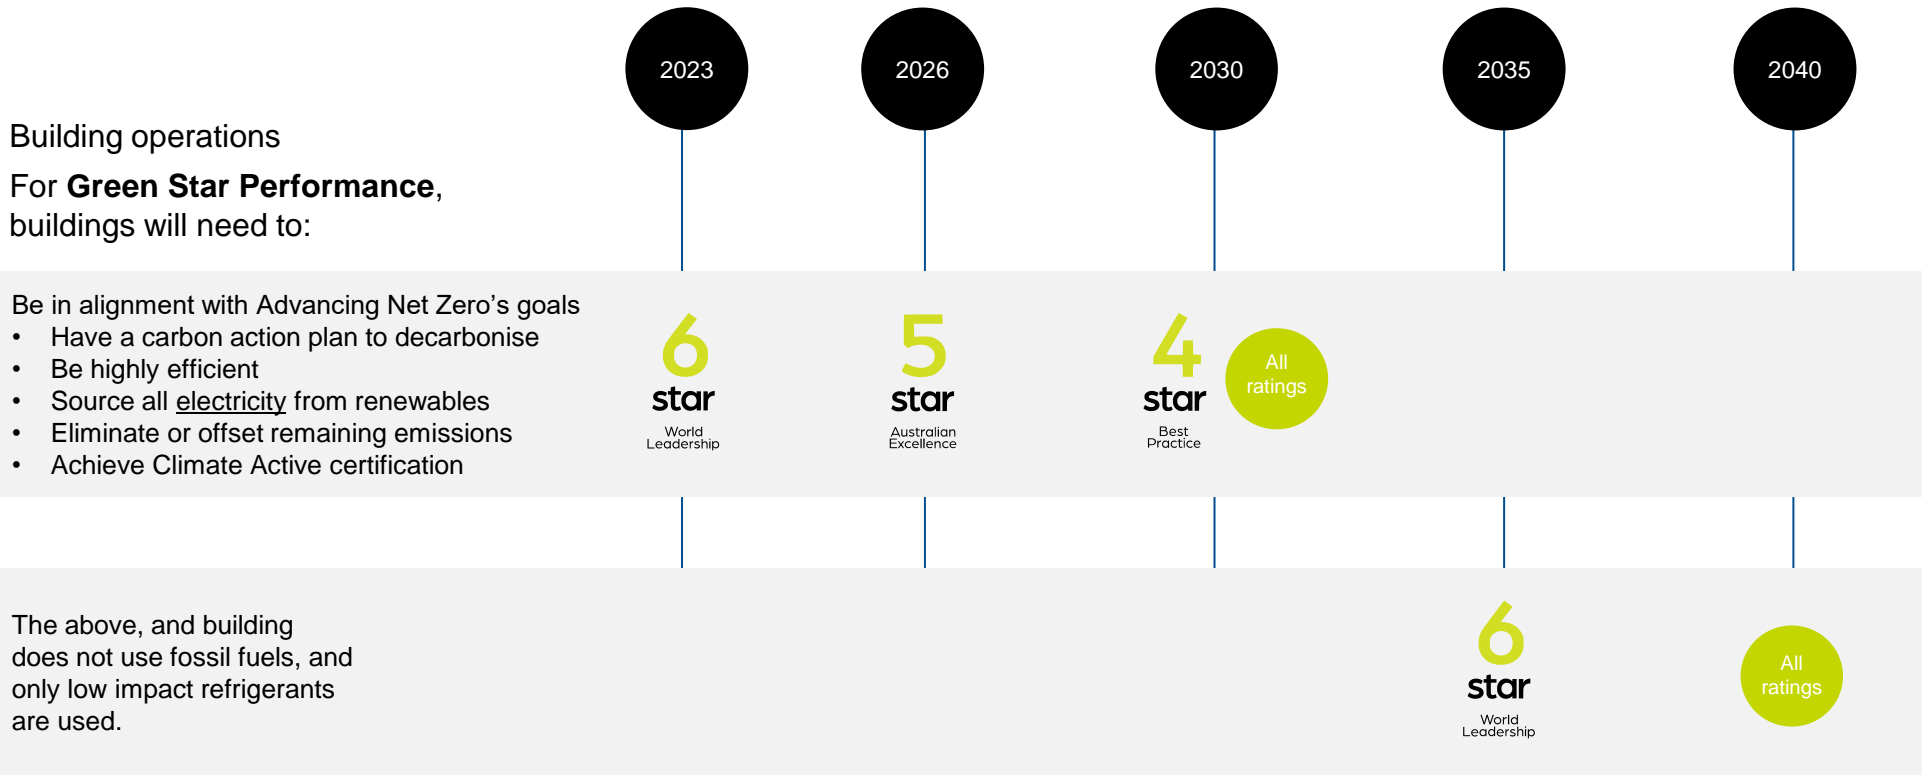 2023
2026
2030
2035
2040
Building operations
For Green Star Performance,
buildings will need to:
Be in alignment with Advancing Net Zero’s goals
• Have a carbon action plan to decarbonise
• Be highly efficient
• Source all electricity from renewables
• Eliminate or offset remaining emissions
• Achieve Climate Active certification
6
star
World
Leadership
5
star
Australian
Excellence
4
star
Best
Practice
All
ratings
The above, and building
does not use fossil fuels, and
only low impact refrigerants
are used.
6
star
World
Leadership
All
ratings